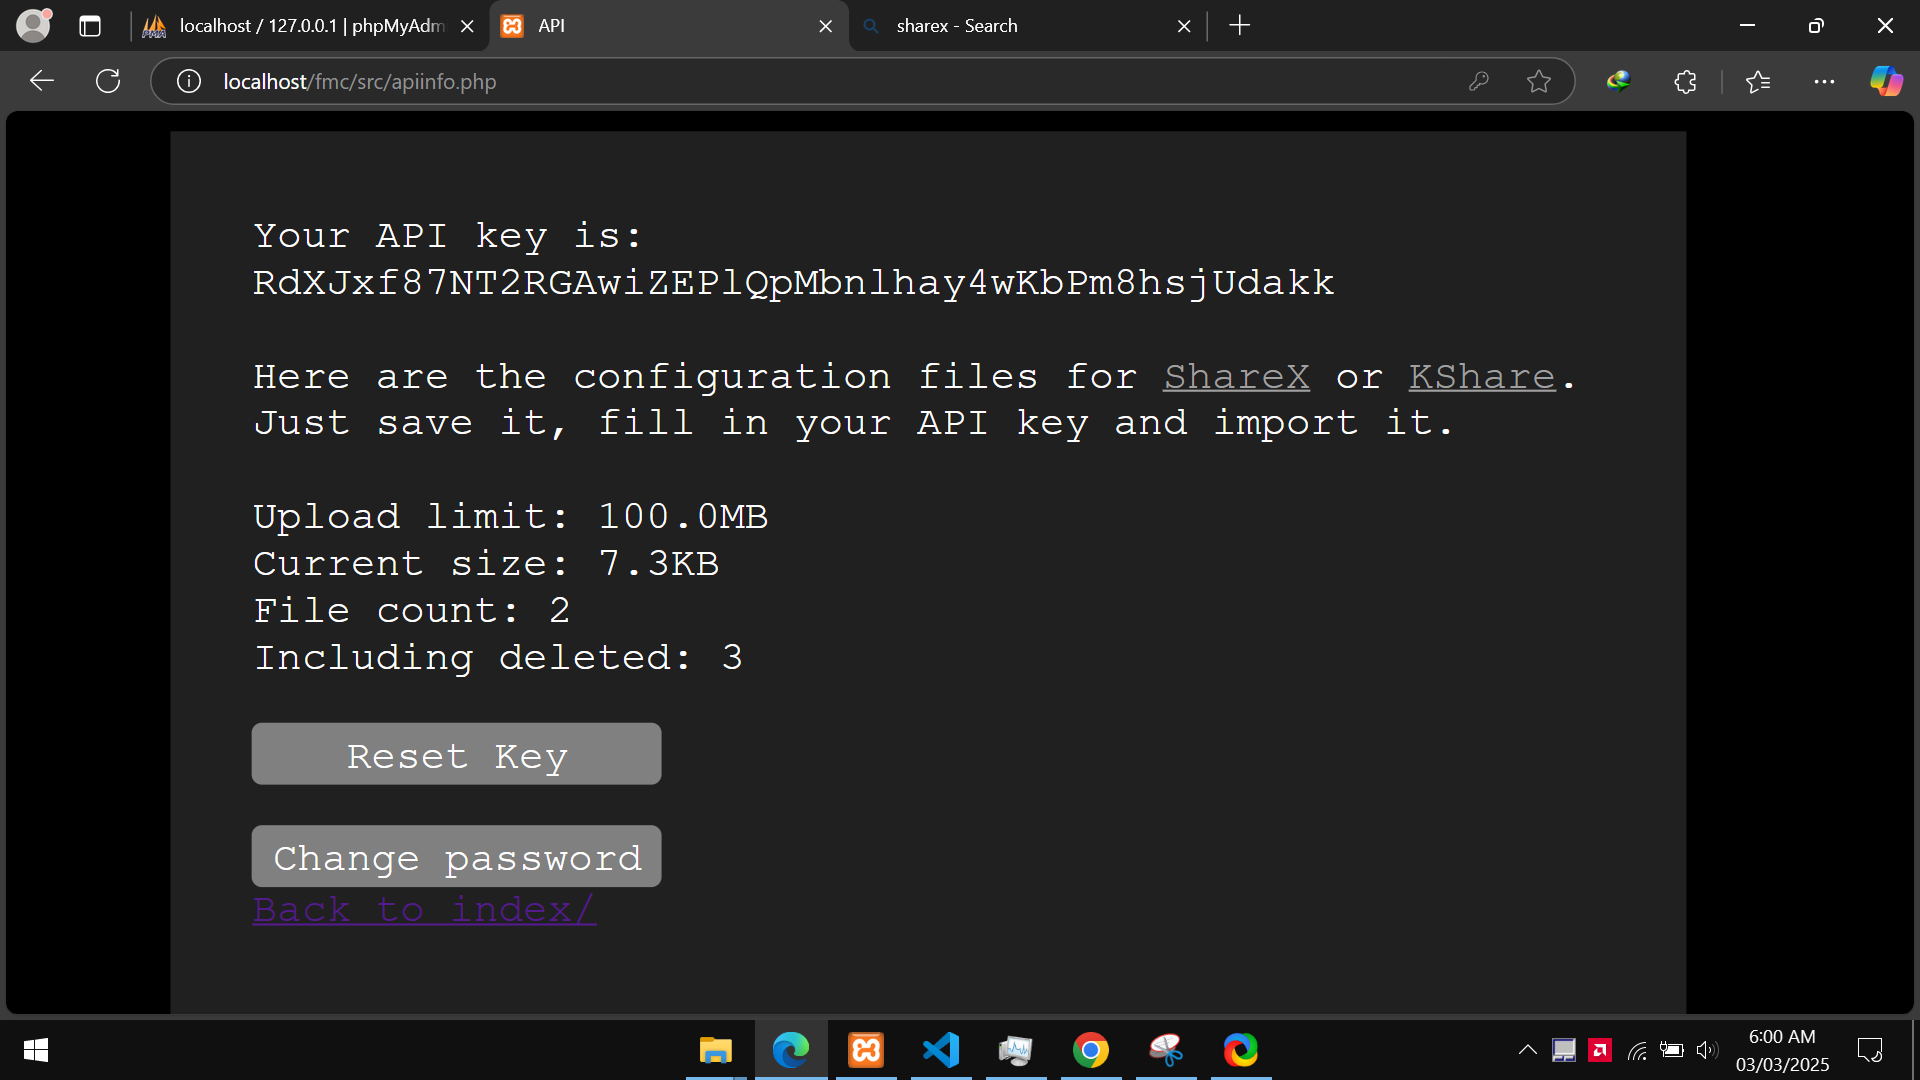 localhost / 127.0.0.1 | phpMyAdm
API
sharex - Search
localhost/fmc/src/apiinfo.php
Your API key is:
RdXJxf87NT2RGAwiZEPlQpMbnlhay4wKbPm8hsjUdakk
Here are the configuration files for ShareX or KShare.
Just save it, fill in your API key and import it.
Upload limit: 100.0MB
Current size: 7.3KB
File count: 2
Including deleted: 3
Reset Key
Change password
Back to index/
6:00 AM
03/03/2025